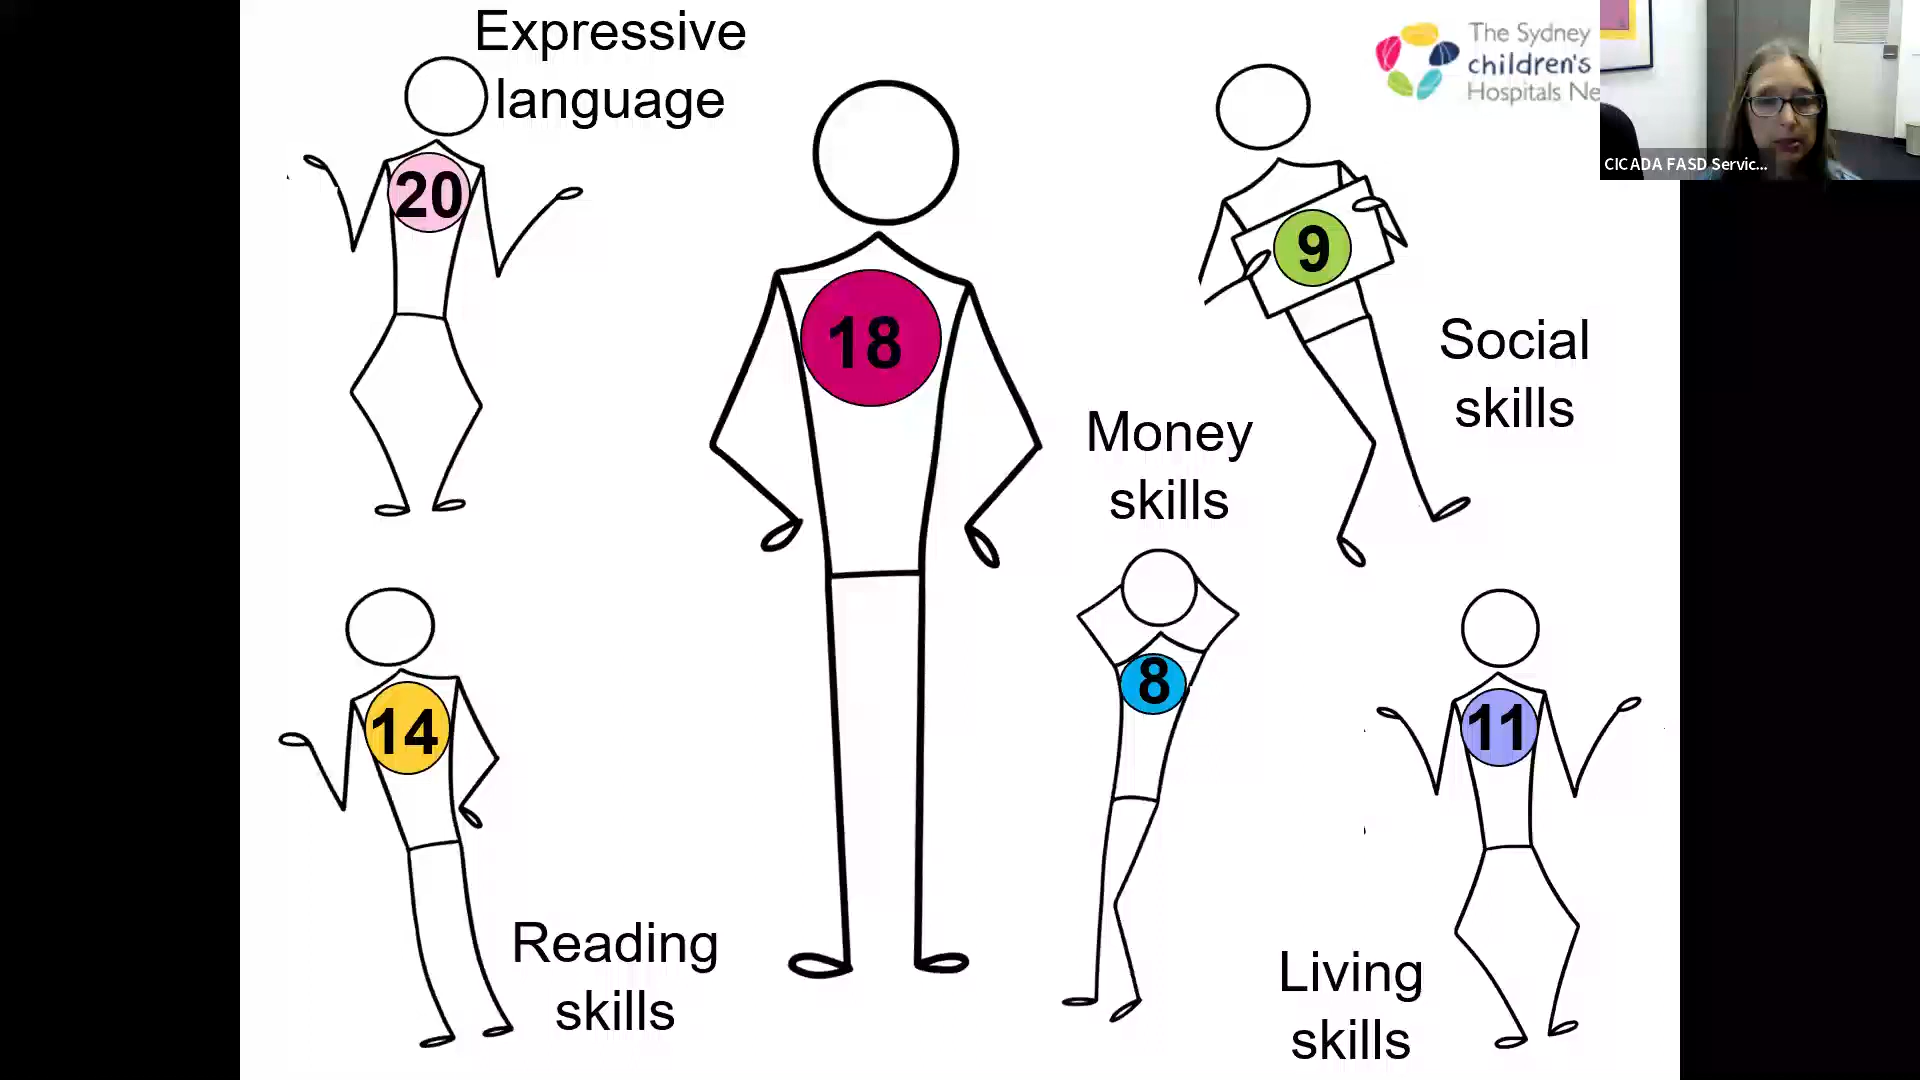 Expressive
language
20
18
The Sydney
children's
Hospitals Ne
CICADA FASD Servic...
9
Social
skills
Money
skills
14
8
11
Reading
skills
Living
skills